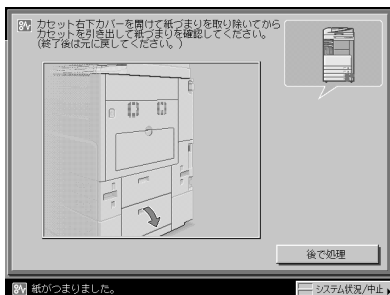 カセット右下カバーを開けて紙づまりを取り除いてから
カセットを引き出して紙づまりを確認してください。
(終了後は元に戻してください。)
後で処理
紙がつまりました。
システム状況/中止